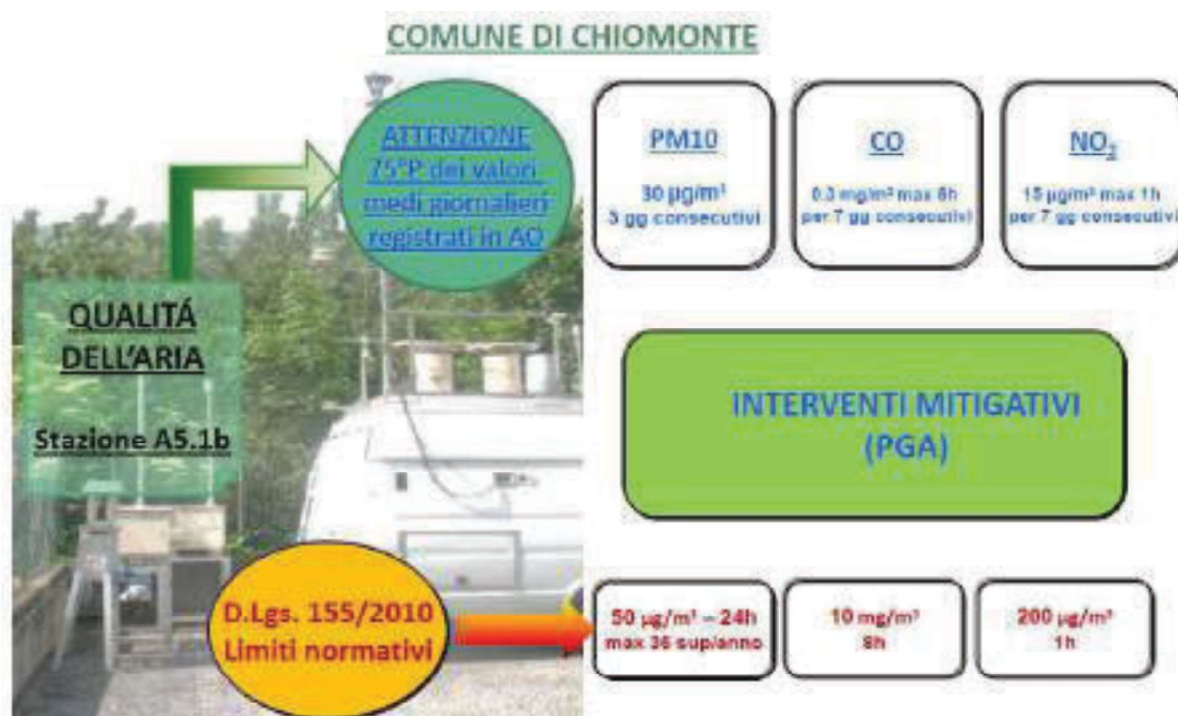 COMUNE DI CHIOMONTE
ATTENZIONE
75°P dei valori
medi giornalieri
registrati in AO
PM10
30 µg/m³
3 gg consecutivi
CO
0.3 mg/m³ max 8h
per 7 gg consecutivi
NO₂
15 µg/m³ max 1h
per 7 gg consecutivi
QUALITÁ
DELL'ARIA
Stazione A5.1b
INTERVENTI MITIGATIVI
(PGA)
D.Lgs. 155/2010
Limiti normativi
50 µg/m³ – 24h
max 36 sup/anno
10 mg/m³
8h
200 µg/m³
1h